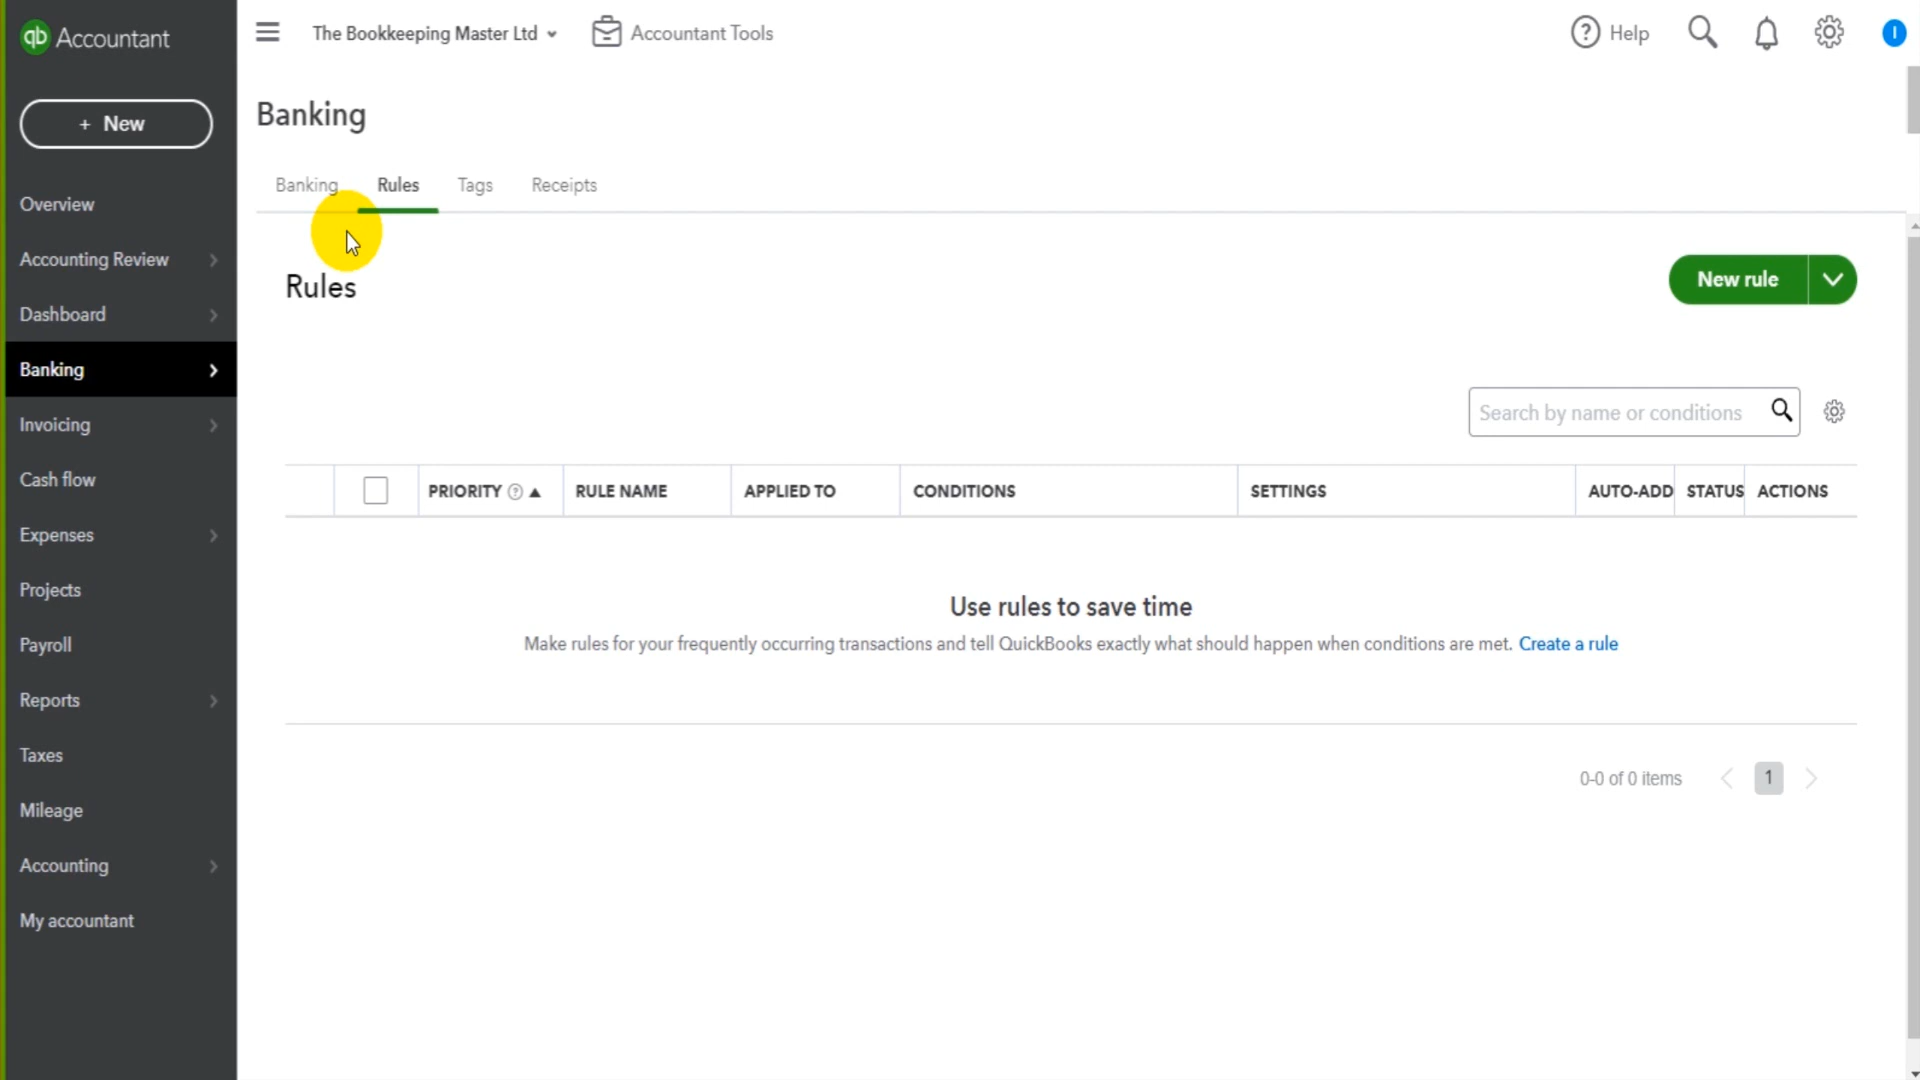 qb Accountant
The Bookkeeping Master Ltd
Accountant Tools
? Help
I
+ New
Overview
Accounting Review
Dashboard
Banking
Invoicing
Cash flow
Expenses
Projects
Payroll
Reports
Taxes
Mileage
Accounting
My accountant
Banking
Banking Rules Tags Receipts
Rules
New rule
Search by name or conditions
PRIORITY ? RULE NAME APPLIED TO CONDITIONS SETTINGS AUTO-ADD STATUS ACTIONS
Use rules to save time
Make rules for your frequently occurring transactions and tell QuickBooks exactly what should happen when conditions are met. Create a rule
0-0 of 0 items 1